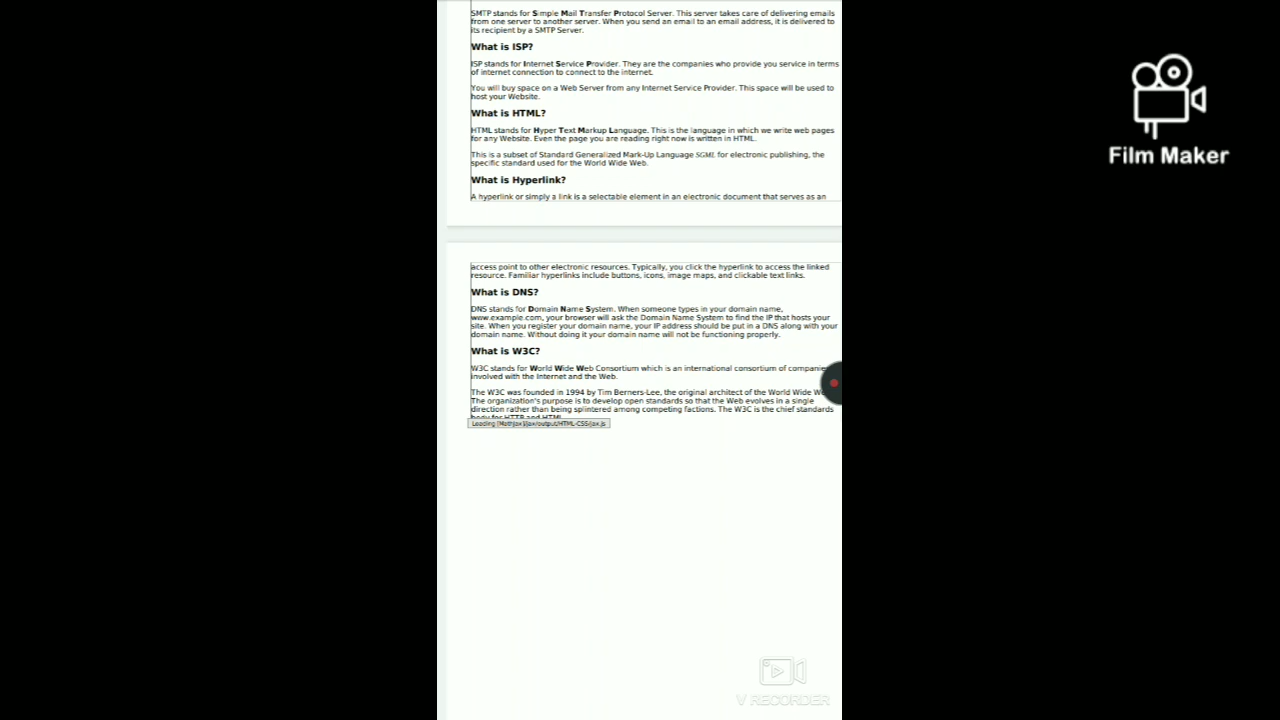 SMTP stands for Simple Mail Transfer Protocol Server. This server takes care of delivering emails
from one server to another server. When you send an email to an email address, it is delivered to
its recipient by a SMTP Server.
What is ISP?
ISP stands for Internet Service Provider. They are the companies who provide you service in terms
of internet connection to connect to the internet.
You will buy space on a Web Server from any Internet Service Provider. This space will be used to
host your Website.
What is HTML?
HTML stands for Hyper Text Markup Language. This is the language in which we write web pages
for any Website. Even the page you are reading right now is written in HTML.
This is a subset of Standard Generalized Mark-Up Language SGML for electronic publishing, the
specific standard used for the World Wide Web.
What is Hyperlink?
A hyperlink or simply a link is a selectable element in an electronic document that serves as an
access point to other electronic resources. Typically, you click the hyperlink to access the linked
resource. Familiar hyperlinks include buttons, icons, image maps, and clickable text links.
What is DNS?
DNS stands for Domain Name System. When someone types in your domain name,
www.example.com, your browser will ask the Domain Name System to find the IP that hosts your
site. When you register your domain name, your IP address should be put in a DNS along with your
domain name. Without doing it your domain name will not be functioning properly.
What is W3C?
W3C stands for World Wide Web Consortium which is an international consortium of companies
involved with the Internet and the Web.
The W3C was founded in 1994 by Tim Berners-Lee, the original architect of the World Wide
The organization's purpose is to develop open standards so that the Web evolves in a single
direction rather than being splintered among competing factions. The W3C is the chief standards
body for HTTP and HTML.
Loading [MathJax]/jax/output/HTML-CSS/jax.js
Film Maker
V RECORDER